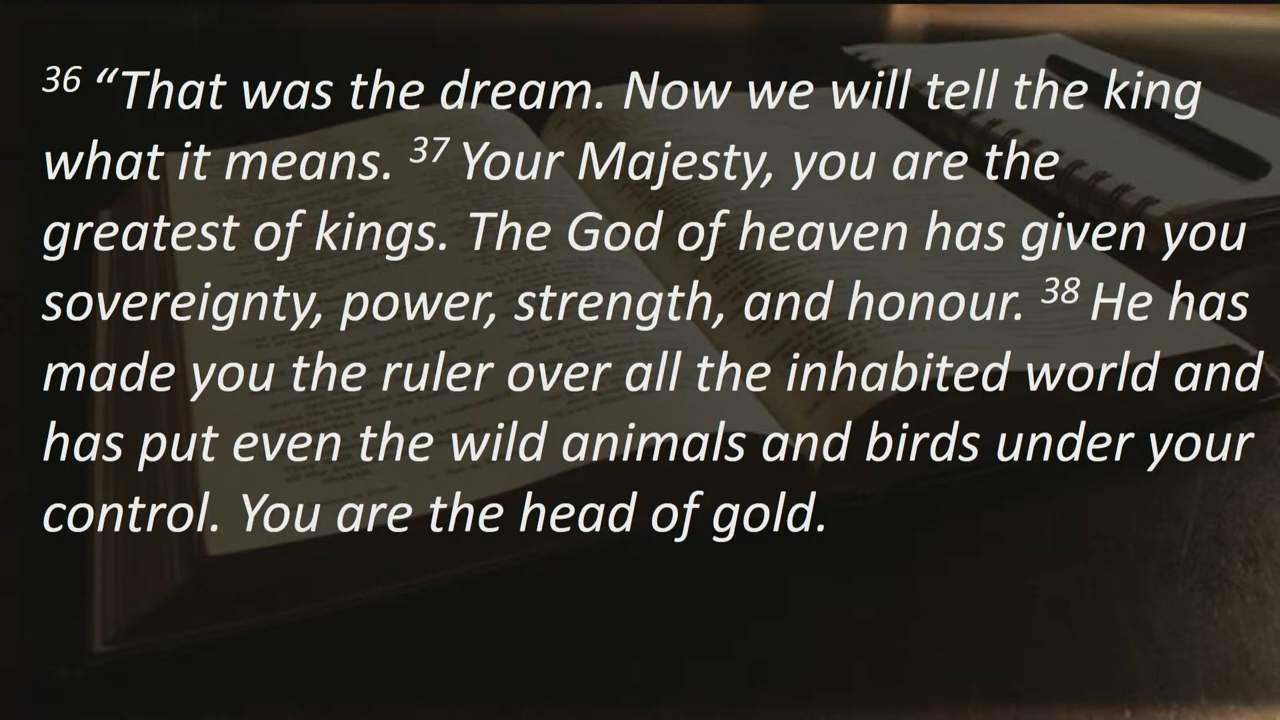 36 “That was the dream. Now we will tell the king
what it means. 37 Your Majesty, you are the
greatest of kings. The God of heaven has given you
sovereignty, power, strength, and honour. 38 He has
made you the ruler over all the inhabited world and
has put even the wild animals and birds under your
control. You are the head of gold.